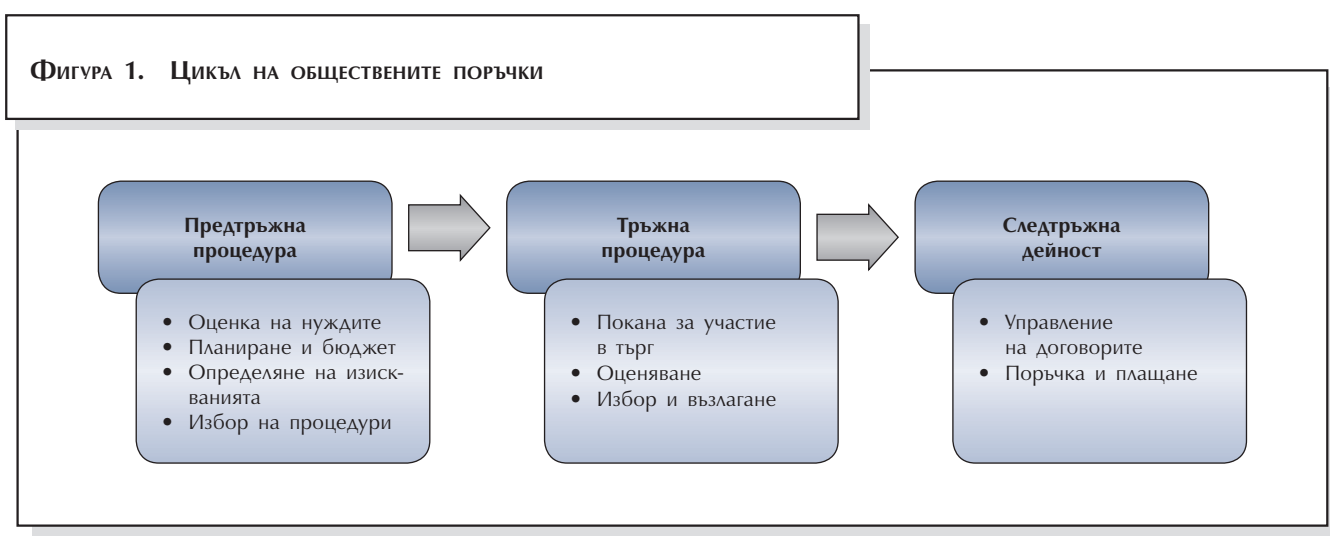 Фигура 1. Цикъл на обществените поръчки
Предтръжна
процедура
• Оценка на нуждите
• Планиране и бюджет
• Определяне на изиск-
ванията
• Избор на процедури
Тръжна
процедура
• Покана за участие
в търг
• Оценяване
• Избор и възлагане
Следтръжна
дейност
• Управление
на договорите
• Поръчка и плащане